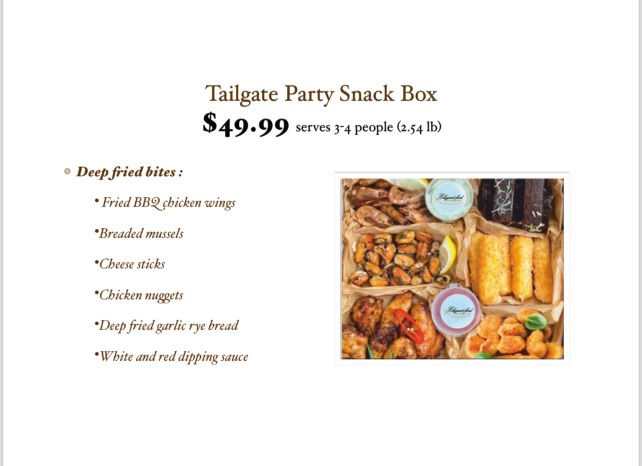 Tailgate Party Snack Box
$49.99 serves 3-4 people (2.54 lb)
Deep fried bites :
• Fried BBQ chicken wings
•Breaded mussels
•Cheese sticks
•Chicken nuggets
•Deep fried garlic rye bread
•White and red dipping sauce